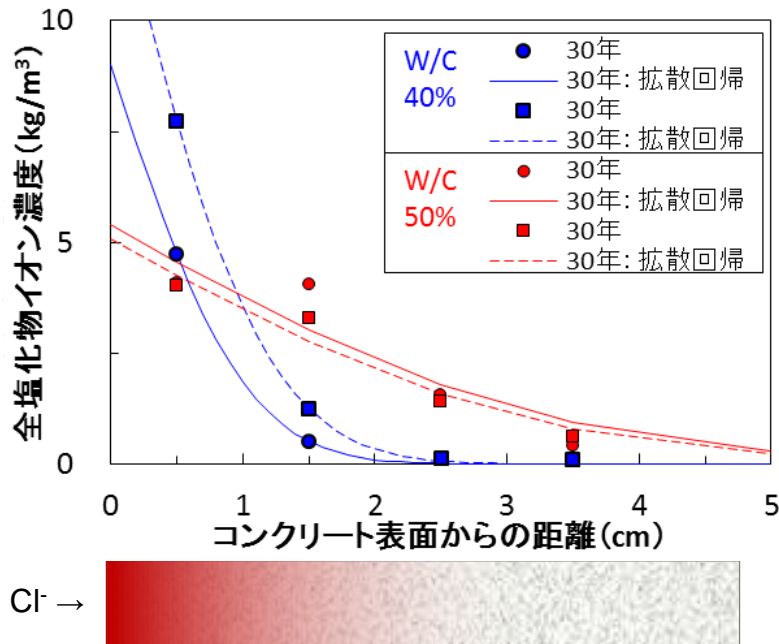 10
5
0
全塩化物イオン濃度(kg/m³)
W/C
40%
30年
30年: 拡散回帰
30年
30年: 拡散回帰
W/C
50%
30年
30年: 拡散回帰
30年
30年: 拡散回帰
0 1 2 3 4 5
コンクリート表面からの距離(cm)
Cl⁻ →